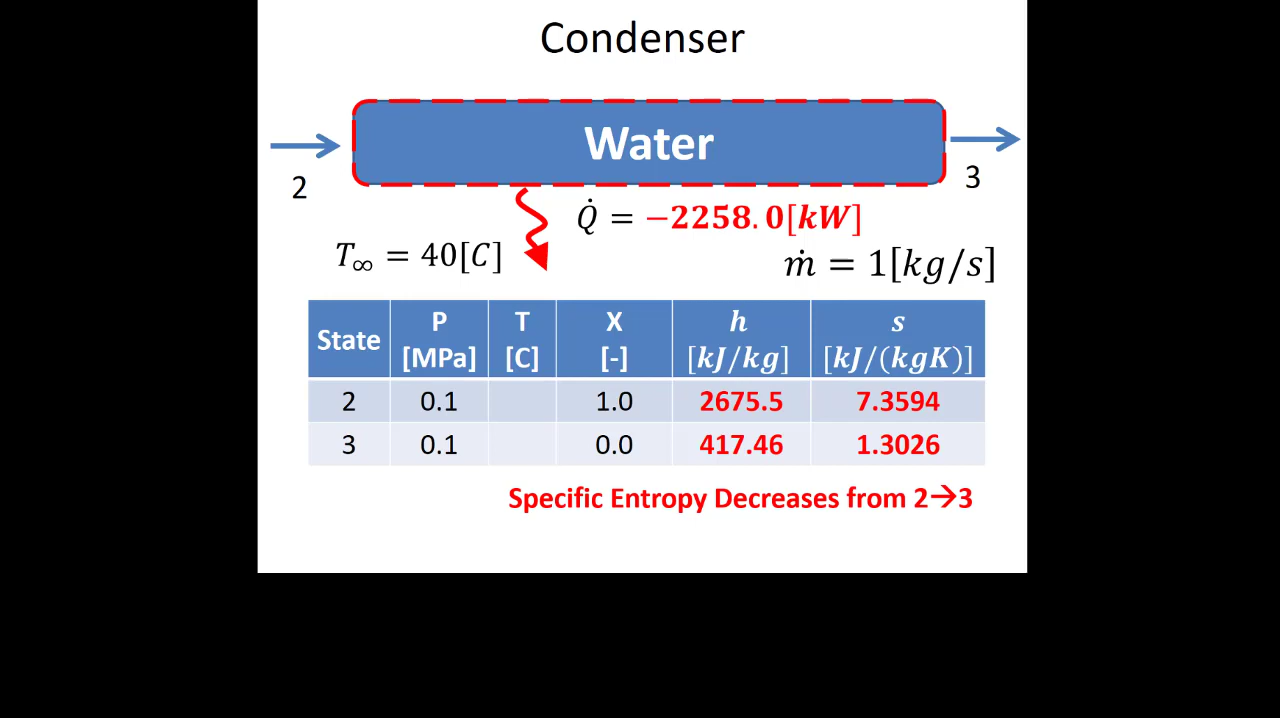 Condenser
Water
2
3
Q̇ = −2258.0[kW]
T∞ = 40[C]
ṁ = 1[kg/s]
State P [MPa] T [C] X [-] h [kJ/kg] s [kJ/(kgK)]
2 0.1 1.0 2675.5 7.3594
3 0.1 0.0 417.46 1.3026
Specific Entropy Decreases from 2→3